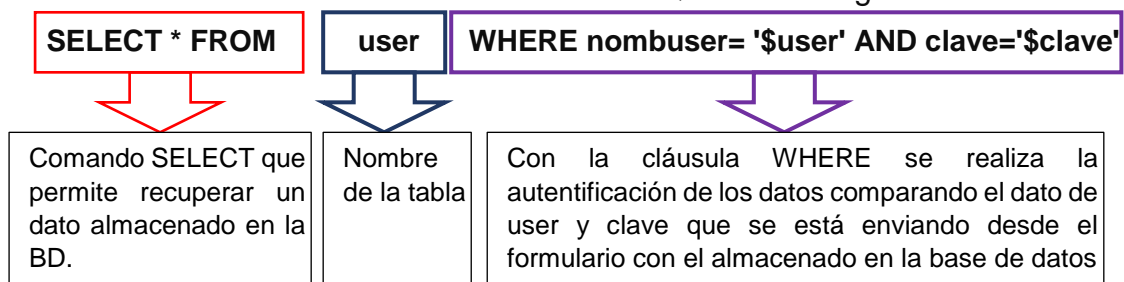 SELECT * FROM user WHERE nombuser= '$user' AND clave='$clave'
Comando SELECT que
permite recuperar un
dato almacenado en la
BD.
Nombre
de la tabla
Con la cláusula WHERE se realiza la
autentificación de los datos comparando el dato de
user y clave que se está enviando desde el
formulario con el almacenado en la base de datos